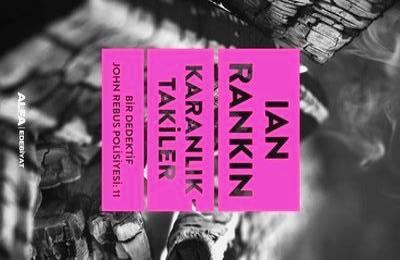 IAN
RANKIN
KARANLIK-
TAKİLER
BİR DEDEKTİF
JOHN REBUS POLİSİYESİ: 11
ALFA | EDEBİYAT